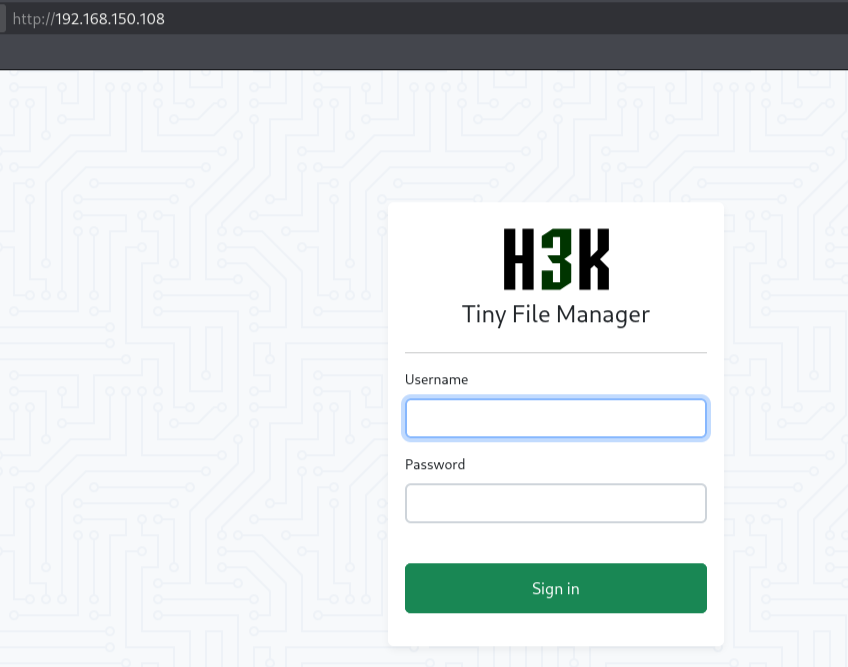 http://192.168.150.108
H3K
Tiny File Manager
Username
Password
Sign in